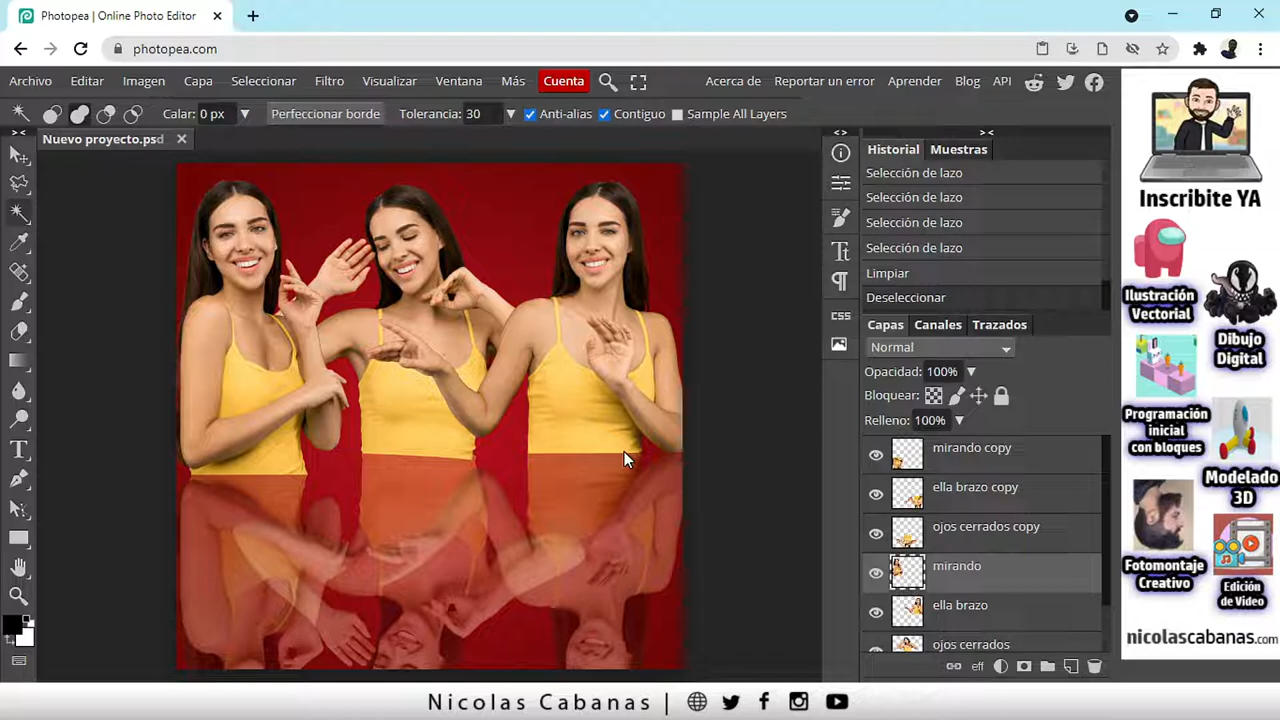 Photopea | Online Photo Editor
photopea.com
Archivo Editar Imagen Capa Seleccionar Filtro Visualizar Ventana Más Cuenta Acerca de Reportar un error Aprender Blog API
Calar: 0 px Perfeccionar borde Tolerancia: 30 Anti-alias Contiguo Sample All Layers
Nuevo proyecto.psd
Historial Muestras
Selección de lazo
Selección de lazo
Selección de lazo
Selección de lazo
Limpiar
Deseleccionar
CSS
Capas Canales Trazados
Normal
Opacidad: 100%
Bloquear:
Relleno: 100%
mirando copy
ella brazo copy
ojos cerrados copy
mirando
ella brazo
ojos cerrados
eff
Inscribite YA
Ilustración
Vectorial
Dibujo
Digital
Programación
inicial
con bloques
Modelado
3D
Fotomontaje
Creativo
Edición
de Video
nicolascabanas.com
Nicolas Cabanas |